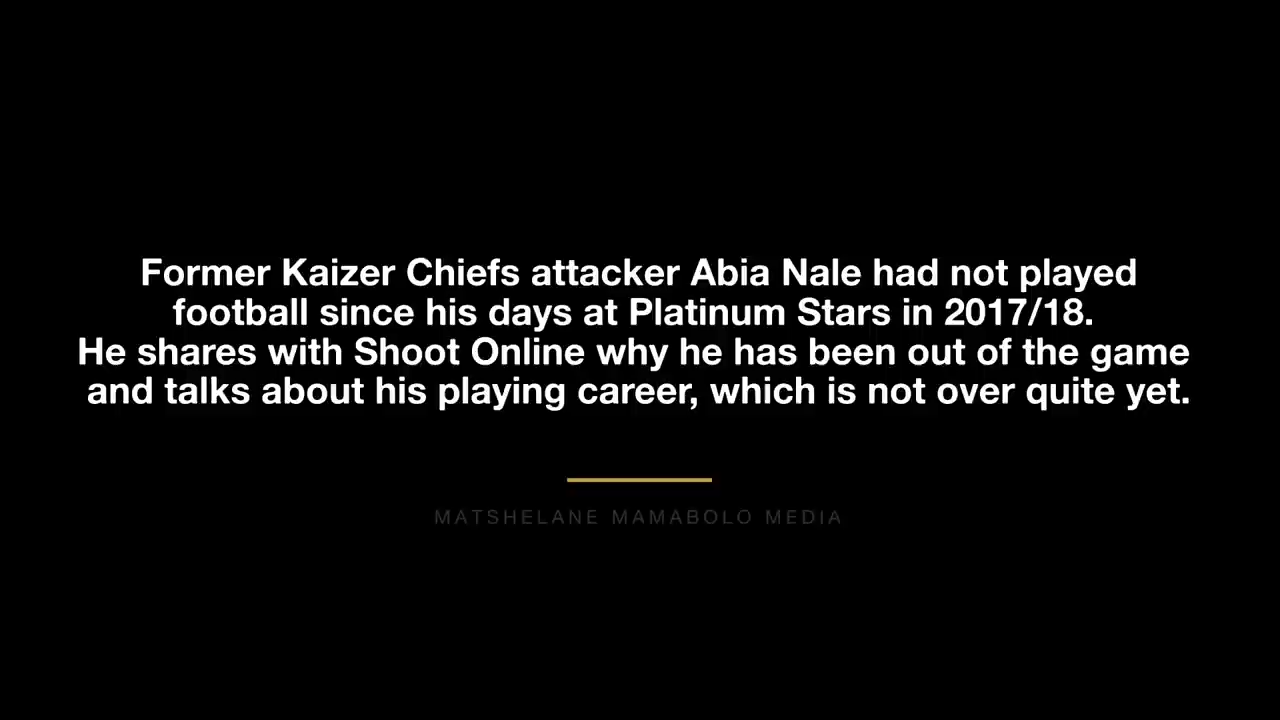 Former Kaizer Chiefs attacker Abia Nale had not played
football since his days at Platinum Stars in 2017/18.
He shares with Shoot Online why he has been out of the game
and talks about his playing career, which is not over quite yet.
MATSHELANE MAMABOLO MEDIA